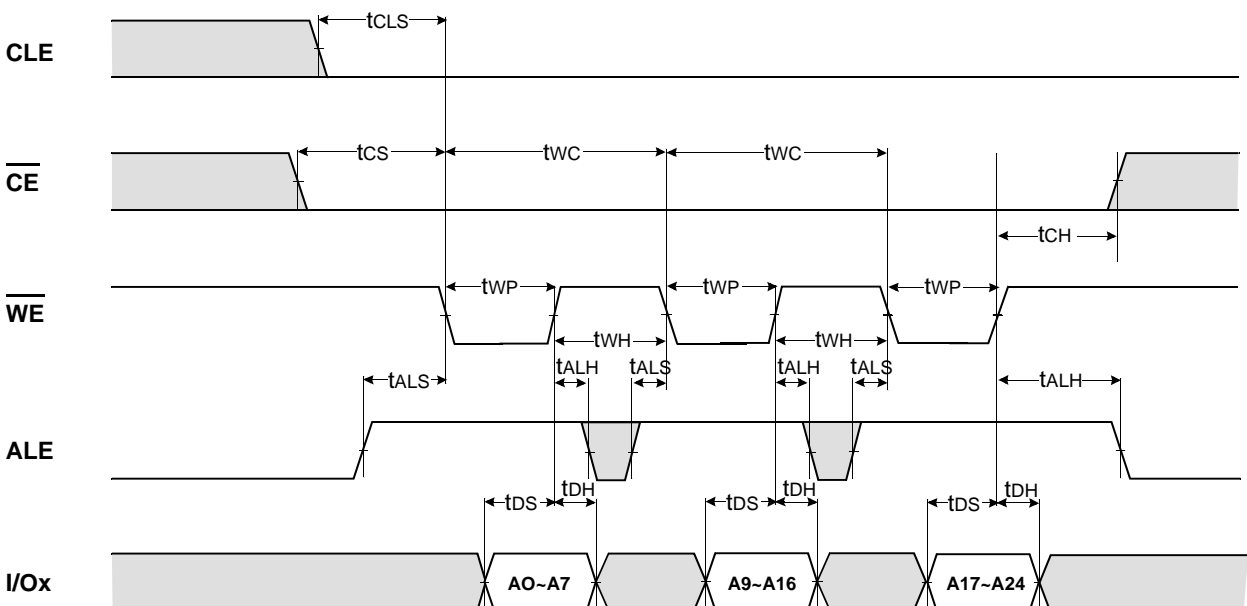 CLE
tCLS
CE
tCS
tWC
tWC
tCH
WE
tWP
tWP
tWP
tWH
tWH
tALS
tALH
tALS
tALH
tALS
tALH
ALE
tDS
tDH
tDS
tDH
tDS
tDH
I/Ox
AO~A7
A9~A16
A17~A24